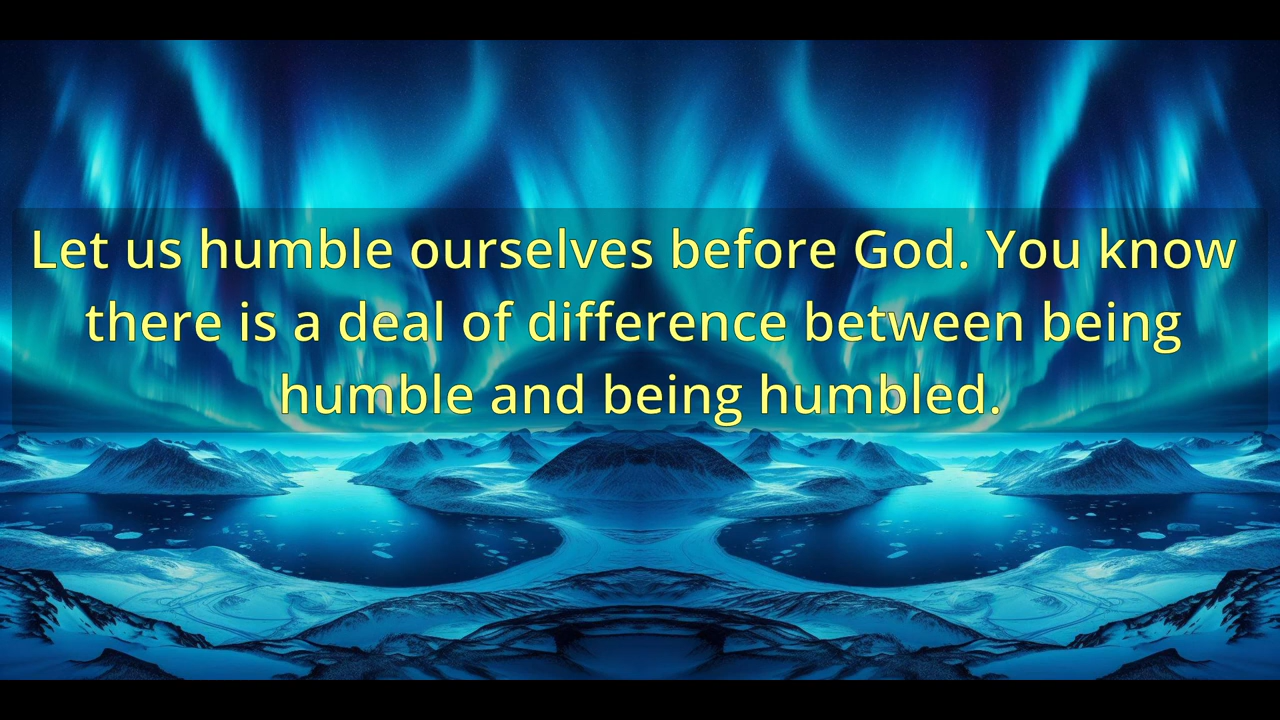 Let us humble ourselves before God. You know
there is a deal of difference between being
humble and being humbled.